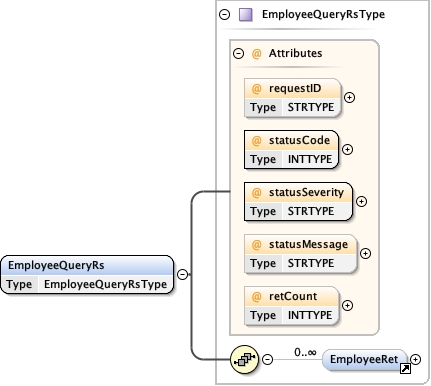 EmployeeQueryRsType
@ Attributes
@ requestID
Type STRTYPE
@ statusCode
Type INTTYPE
@ statusSeverity
Type STRTYPE
@ statusMessage
Type STRTYPE
@ retCount
Type INTTYPE
EmployeeQueryRs
Type EmployeeQueryRsType
0..∞
EmployeeRet